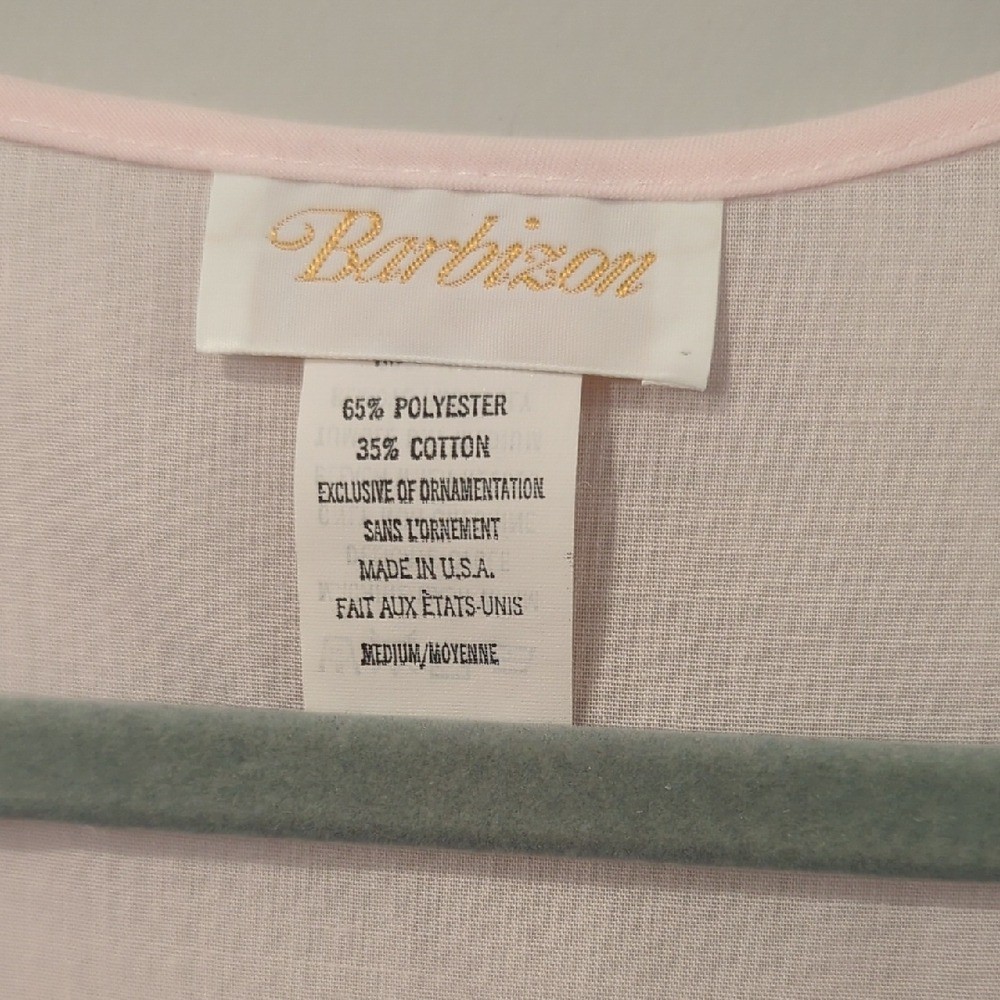 Barbizon
65% POLYESTER
35% COTTON
EXCLUSIVE OF ORNAMENTATION
SANS L'ORNEMENT
MADE IN U.S.A.
FAIT AUX ÈTATS-UNIS
MEDIUM/MOYENNE